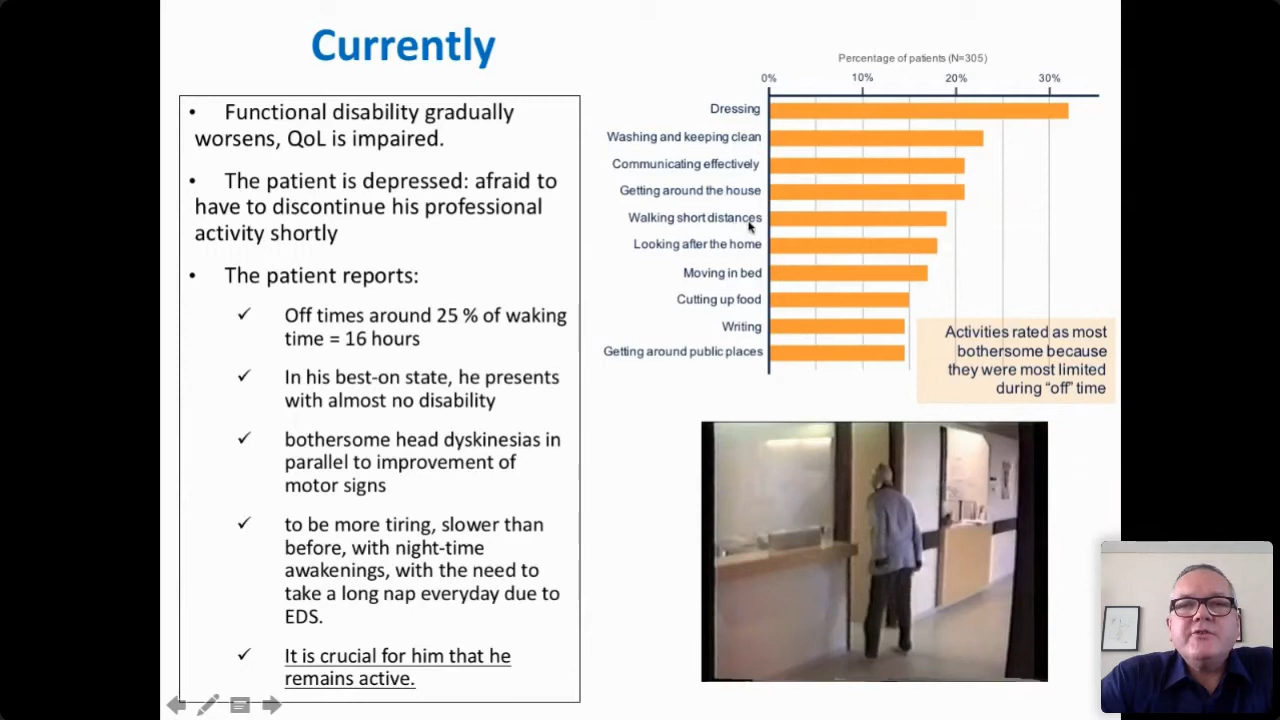 Currently
• Functional disability gradually
worsens, QoL is impaired.
• The patient is depressed: afraid to
have to discontinue his professional
activity shortly
• The patient reports:
✓ Off times around 25 % of waking
time = 16 hours
✓ In his best-on state, he presents
with almost no disability
✓ bothersome head dyskinesias in
parallel to improvement of
motor signs
✓ to be more tiring, slower than
before, with night-time
awakenings, with the need to
take a long nap everyday due to
EDS.
✓ It is crucial for him that he
remains active.
Percentage of patients (N=305)
0% 10% 20% 30%
Dressing
Washing and keeping clean
Communicating effectively
Getting around the house
Walking short distances
Looking after the home
Moving in bed
Cutting up food
Writing
Getting around public places
Activities rated as most
bothersome because
they were most limited
during “off” time